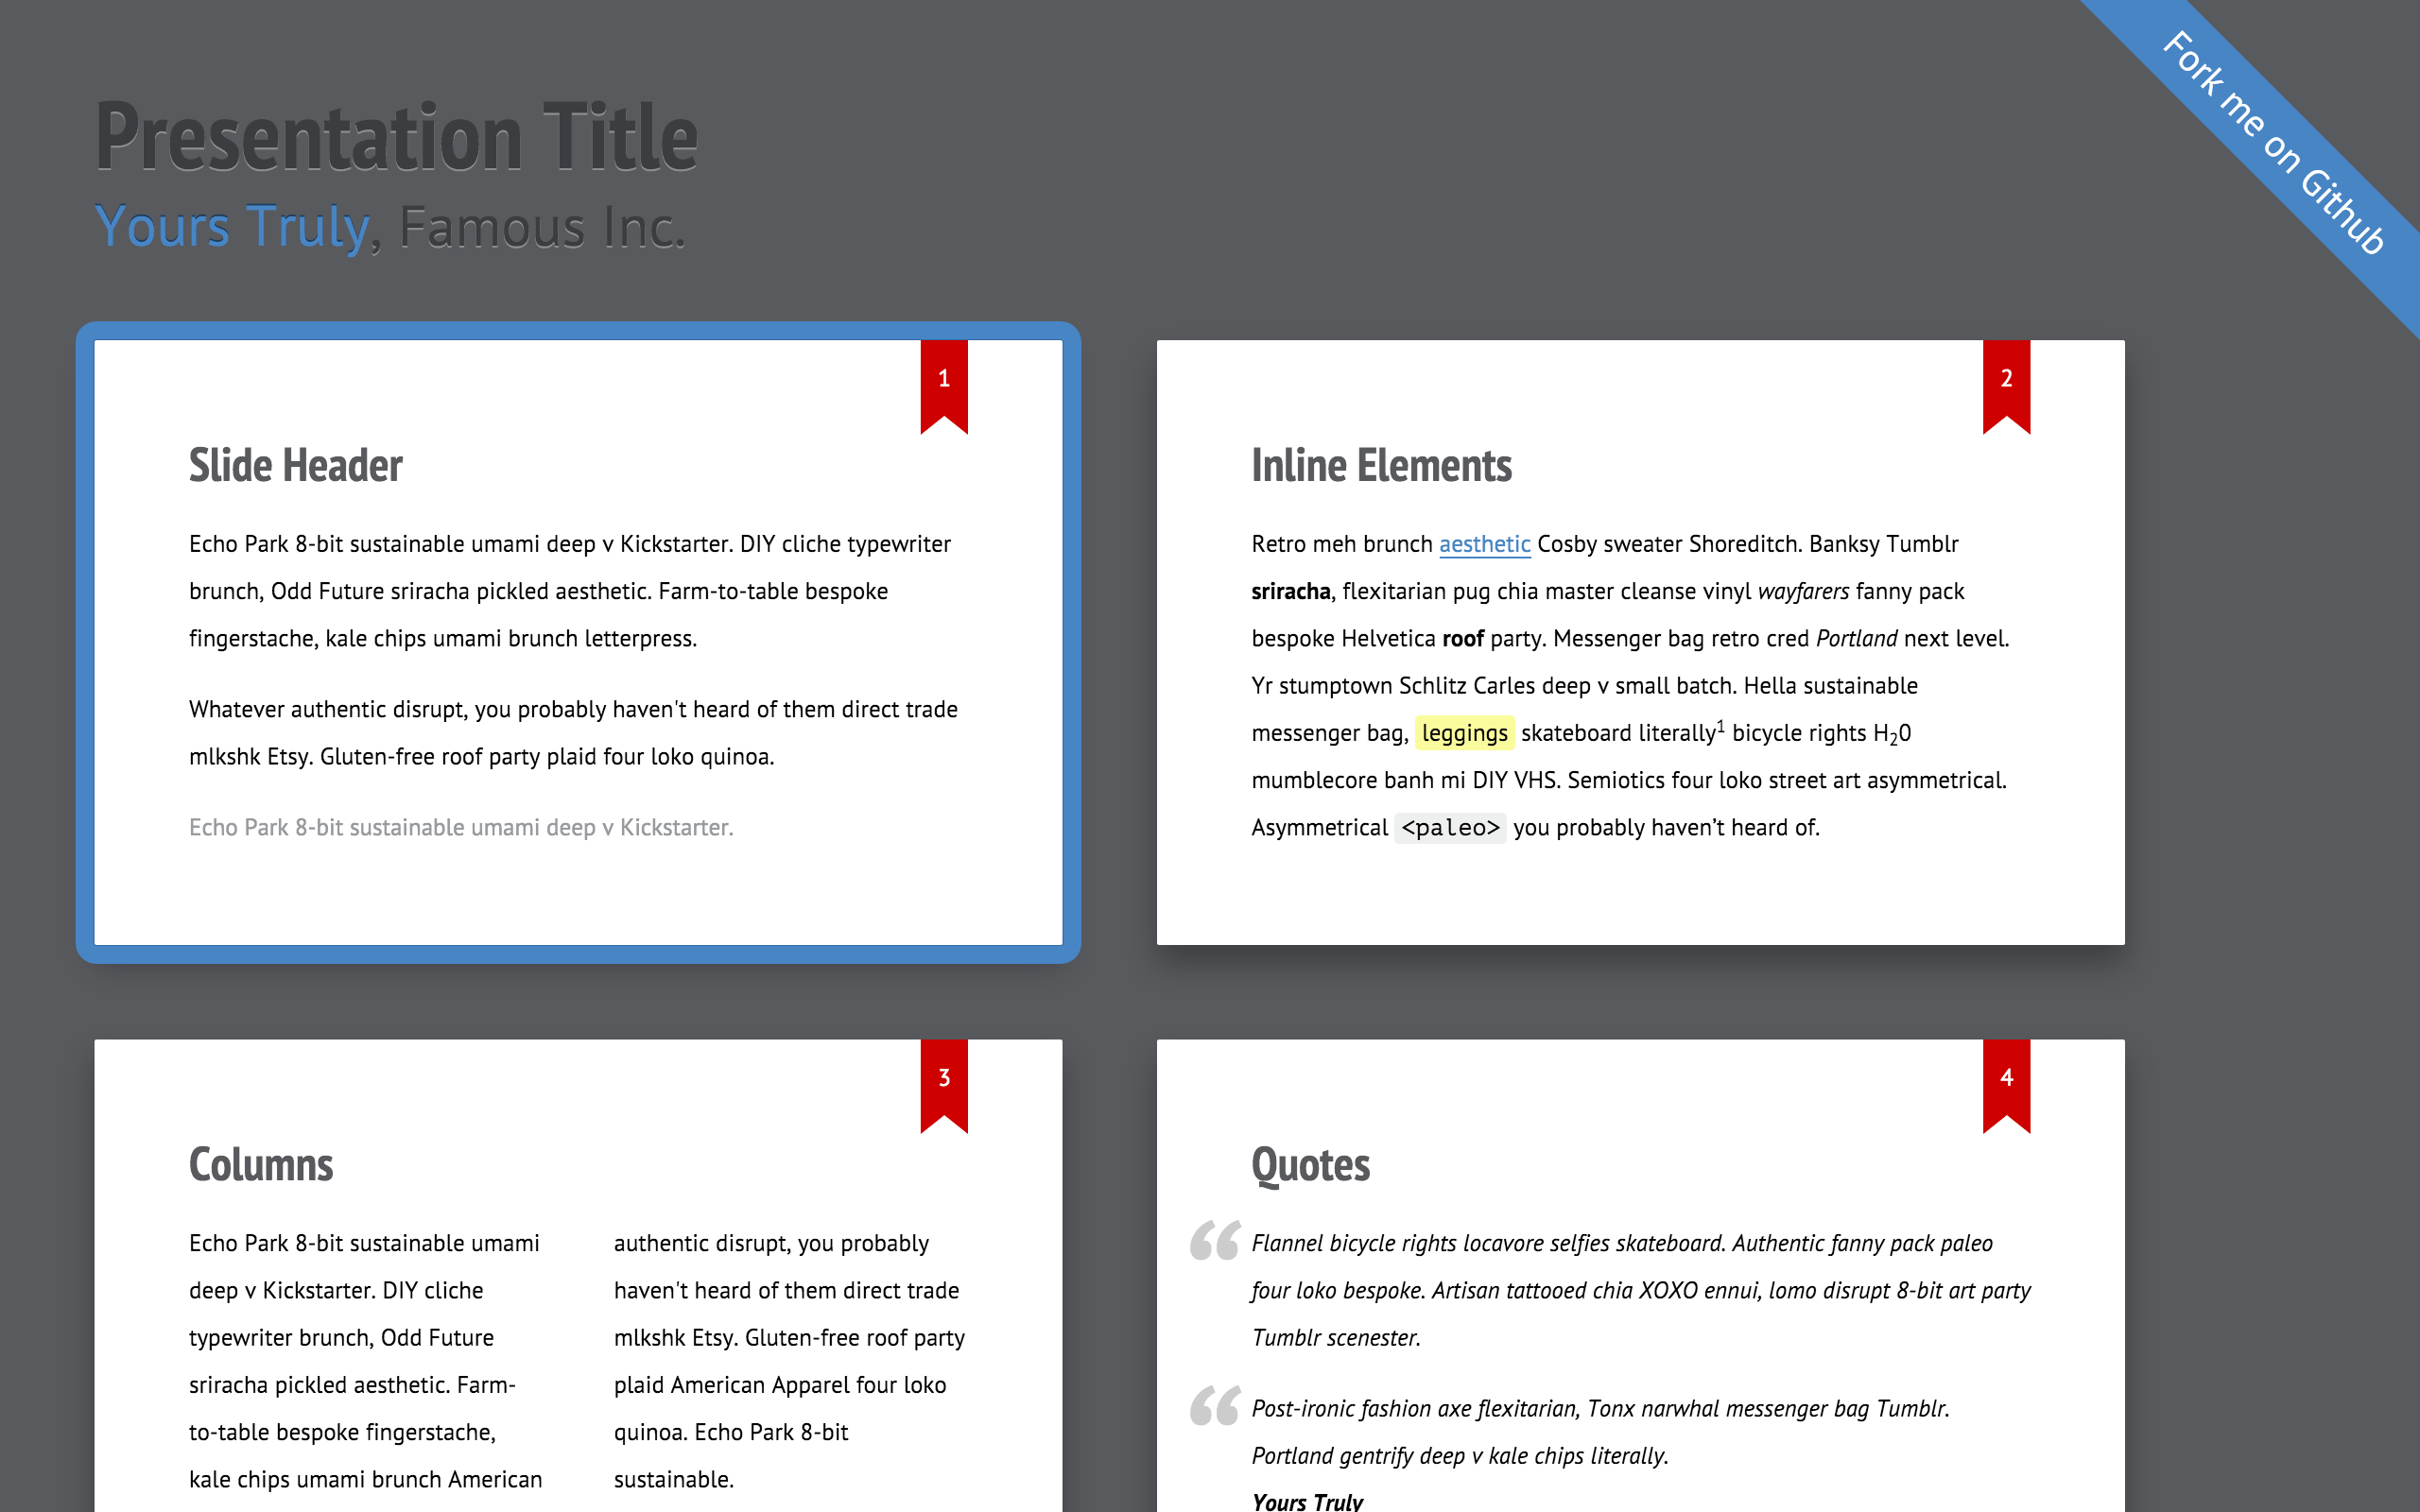 Fork me on Github
Presentation Title
Yours Truly, Famous Inc.
1
Slide Header
Echo Park 8-bit sustainable umami deep v Kickstarter. DIY cliche typewriter
brunch, Odd Future sriracha pickled aesthetic. Farm-to-table bespoke
fingerstache, kale chips umami brunch letterpress.
Whatever authentic disrupt, you probably haven't heard of them direct trade
mlkshk Etsy. Gluten-free roof party plaid four loko quinoa.
Echo Park 8-bit sustainable umami deep v Kickstarter.
2
Inline Elements
Retro meh brunch aesthetic Cosby sweater Shoreditch. Banksy Tumblr
sriracha, flexitarian pug chia master cleanse vinyl wayfarers fanny pack
bespoke Helvetica roof party. Messenger bag retro cred Portland next level.
Yr stumptown Schlitz Carles deep v small batch. Hella sustainable
messenger bag, leggings skateboard literally¹ bicycle rights H₂0
mumblecore banh mi DIY VHS. Semiotics four loko street art asymmetrical.
Asymmetrical <paleo> you probably haven’t heard of.
3
Columns
Echo Park 8-bit sustainable umami
deep v Kickstarter. DIY cliche
typewriter brunch, Odd Future
sriracha pickled aesthetic. Farm-
to-table bespoke fingerstache,
kale chips umami brunch American
authentic disrupt, you probably
haven't heard of them direct trade
mlkshk Etsy. Gluten-free roof party
plaid American Apparel four loko
quinoa. Echo Park 8-bit
sustainable.
4
Quotes
“ Flannel bicycle rights locavore selfies skateboard. Authentic fanny pack paleo
four loko bespoke. Artisan tattooed chia XOXO ennui, lomo disrupt 8-bit art party
Tumblr scenester.
“ Post-ironic fashion axe flexitarian, Tonx narwhal messenger bag Tumblr.
Portland gentrify deep v kale chips literally.
Yours Truly